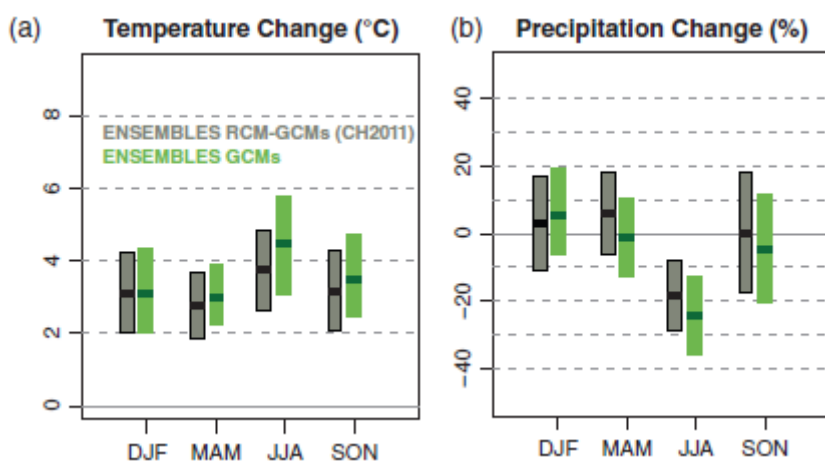 (a) Temperature Change (°C)
8
6
4
2
0
ENSEMBLES RCM-GCMs (CH2011)
ENSEMBLES GCMs
DJF MAM JJA SON
(b) Precipitation Change (%)
40
20
0
−20
−40
DJF MAM JJA SON